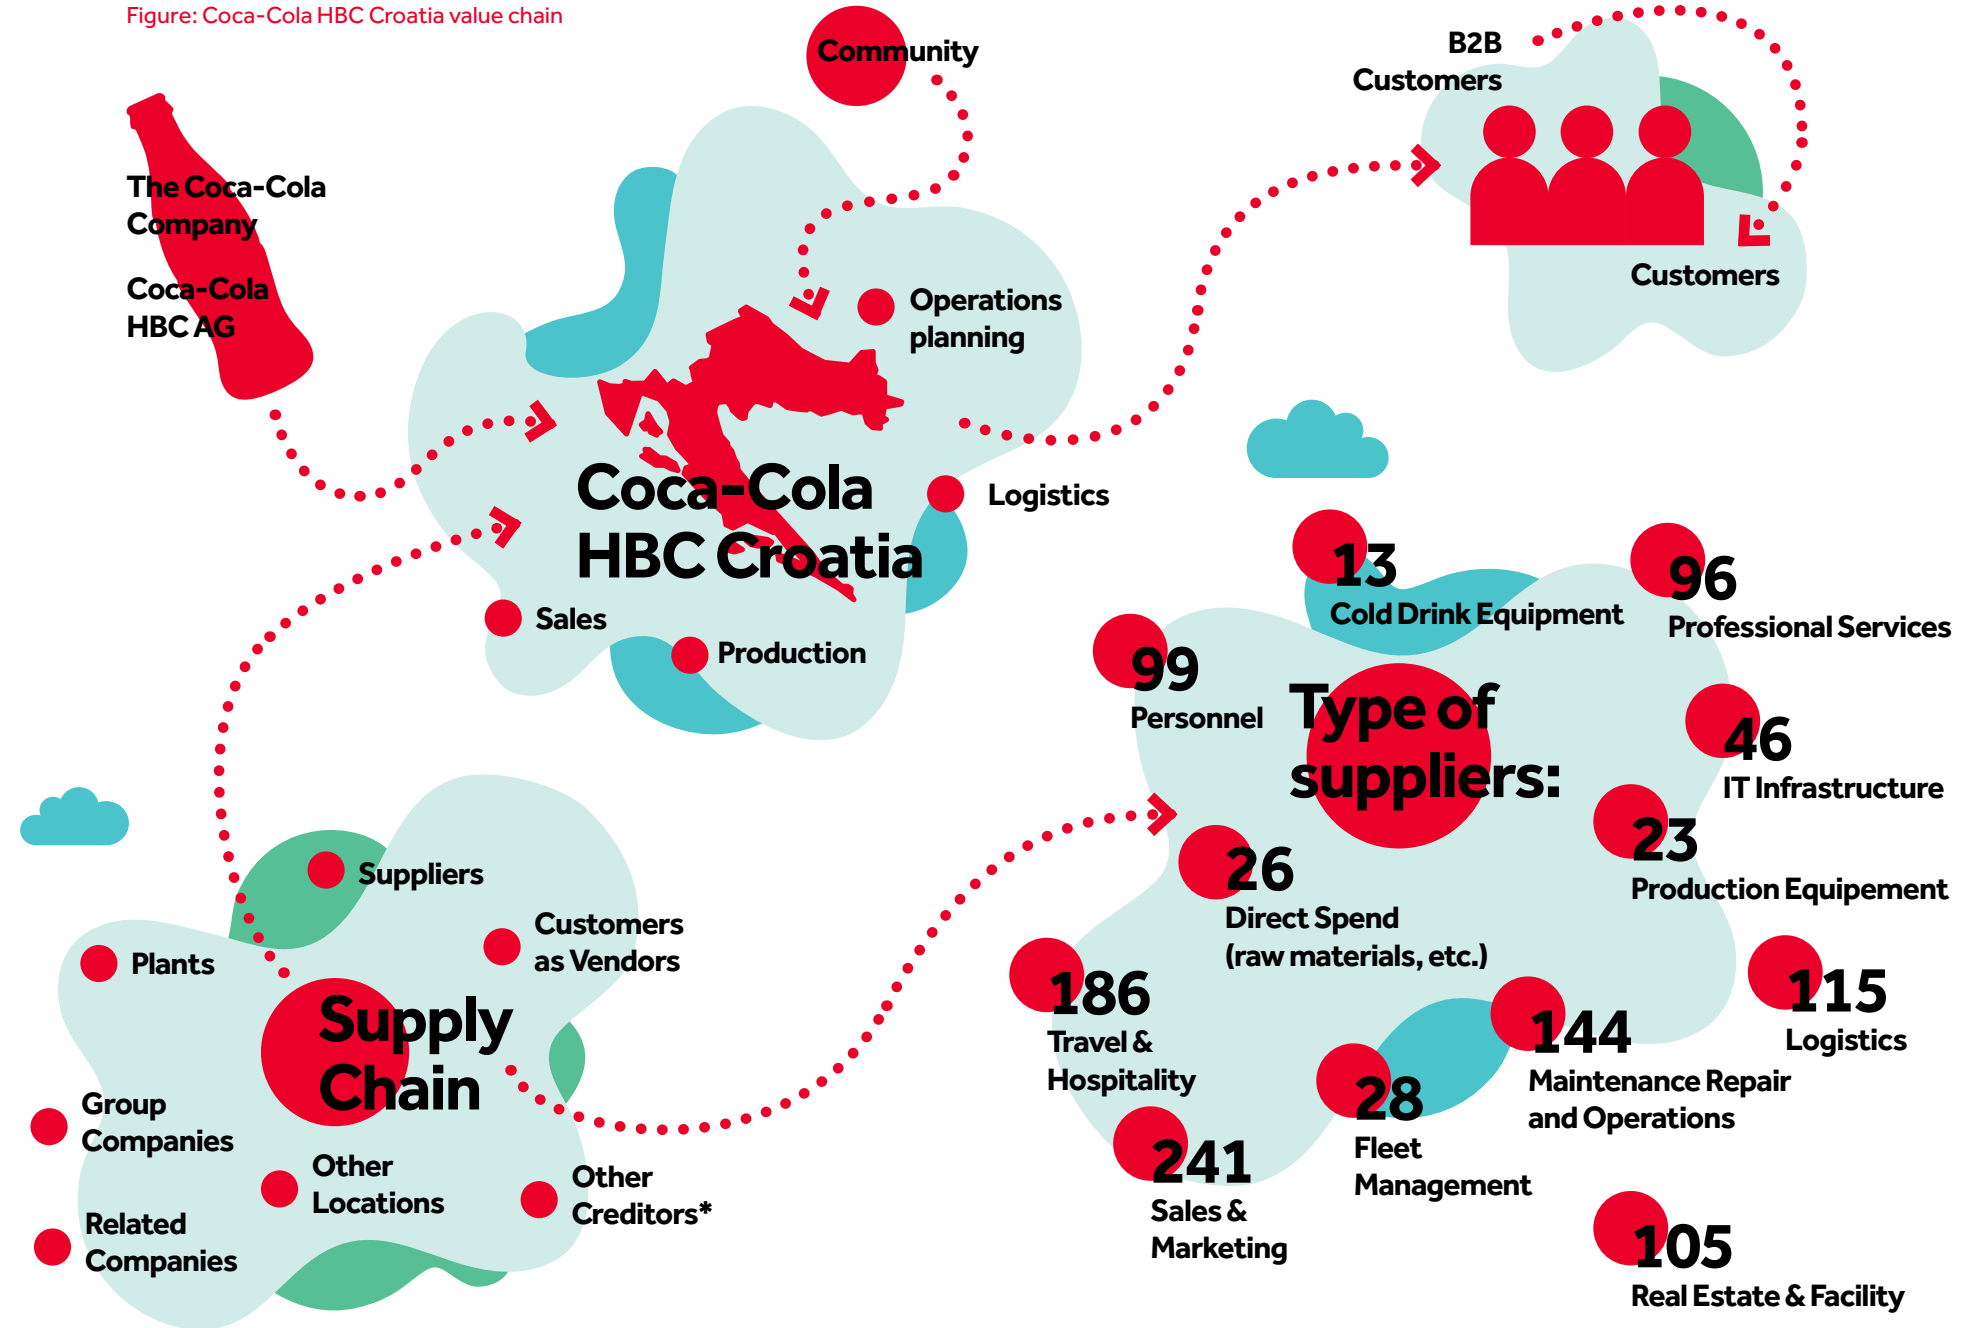 Figure: Coca-Cola HBC Croatia value chain
Community
B2B
Customers
The Coca-Cola
Company
Coca-Cola
HBC AG
Customers
Operations
planning
Coca-Cola
HBC Croatia
Logistics
Sales
Production
13
Cold Drink Equipment
96
Professional Services
99
Personnel
Type of
suppliers:
46
IT Infrastructure
23
Production Equipement
26
Direct Spend
(raw materials, etc.)
186
Travel &
Hospitality
115
Logistics
144
Maintenance Repair
and Operations
28
Fleet
Management
241
Sales &
Marketing
105
Real Estate & Facility
Suppliers
Customers
as Vendors
Plants
Supply
Chain
Group
Companies
Other
Locations
Other
Creditors*
Related
Companies